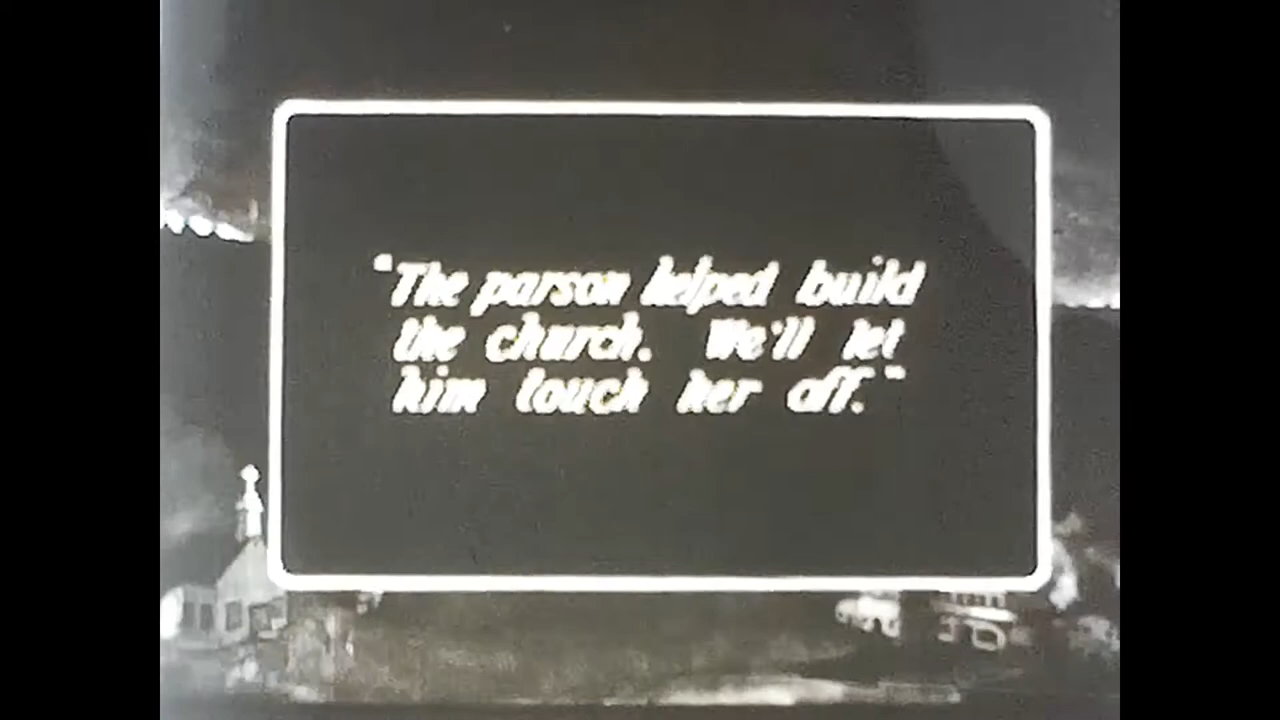 "The parson helped build
the church. We'll let
him touch her off."